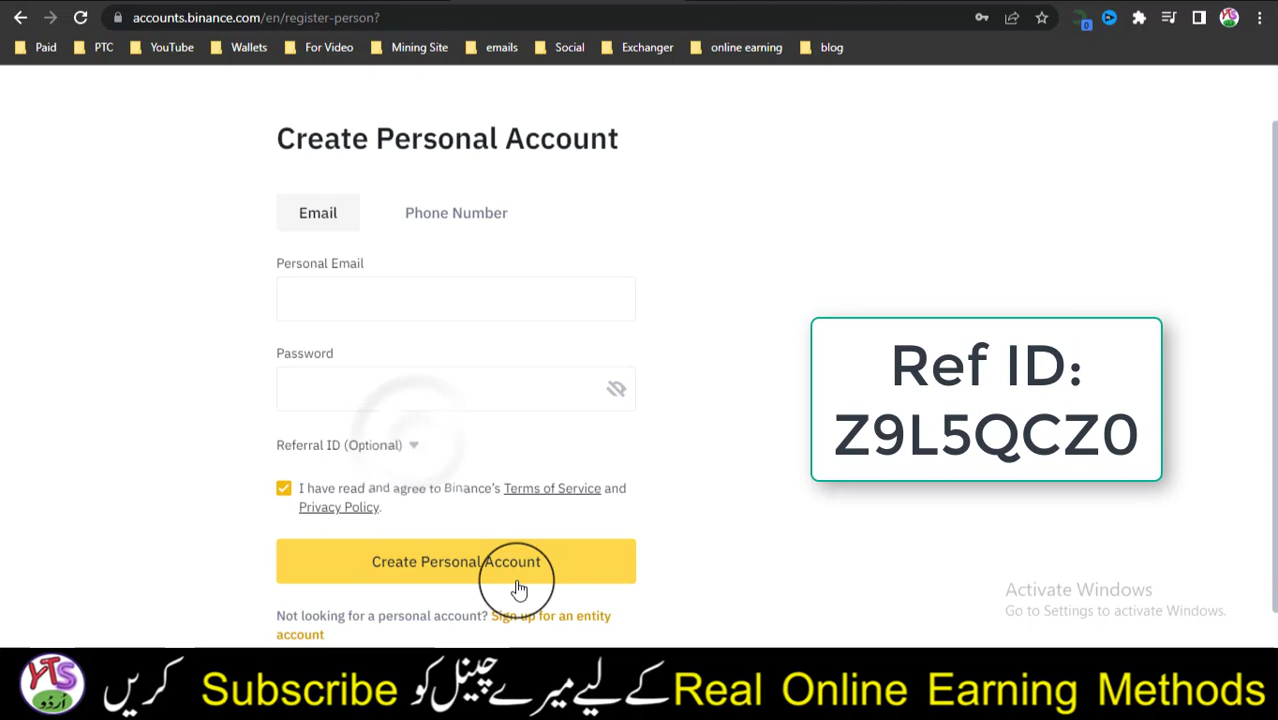 accounts.binance.com/en/register-person?
Paid PTC YouTube Wallets For Video Mining Site emails Social Exchanger online earning blog
0
Create Personal Account
Email Phone Number
Personal Email
Password
Referral ID (Optional)
I have read and agree to Binance's Terms of Service and
Privacy Policy.
Create Personal Account
Not looking for a personal account? Sign up for an entity
account
Ref ID:
Z9L5QCZ0
Activate Windows
Go to Settings to activate Windows.
YTS
اردو
Real Online Earning Methods کے لیے میرے چینل کو Subscribe کریں